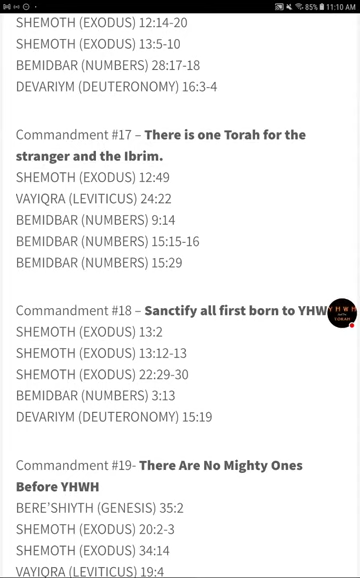 85% 11:10 AM
SHEMOTH (EXODUS) 12:14-20
SHEMOTH (EXODUS) 13:5-10
BEMIDBAR (NUMBERS) 28:17-18
DEVARIYM (DEUTERONOMY) 16:3-4
Commandment #17 – There is one Torah for the
stranger and the Ibrim.
SHEMOTH (EXODUS) 12:49
VAYIQRA (LEVITICUS) 24:22
BEMIDBAR (NUMBERS) 9:14
BEMIDBAR (NUMBERS) 15:15-16
BEMIDBAR (NUMBERS) 15:29
Commandment #18 – Sanctify all first born to YHW
YHWH
TORAH
SHEMOTH (EXODUS) 13:2
SHEMOTH (EXODUS) 13:12-13
SHEMOTH (EXODUS) 22:29-30
BEMIDBAR (NUMBERS) 3:13
DEVARIYM (DEUTERONOMY) 15:19
Commandment #19- There Are No Mighty Ones
Before YHWH
BERE’SHIYTH (GENESIS) 35:2
SHEMOTH (EXODUS) 20:2-3
SHEMOTH (EXODUS) 34:14
VAYIQRA (LEVITICUS) 19:4